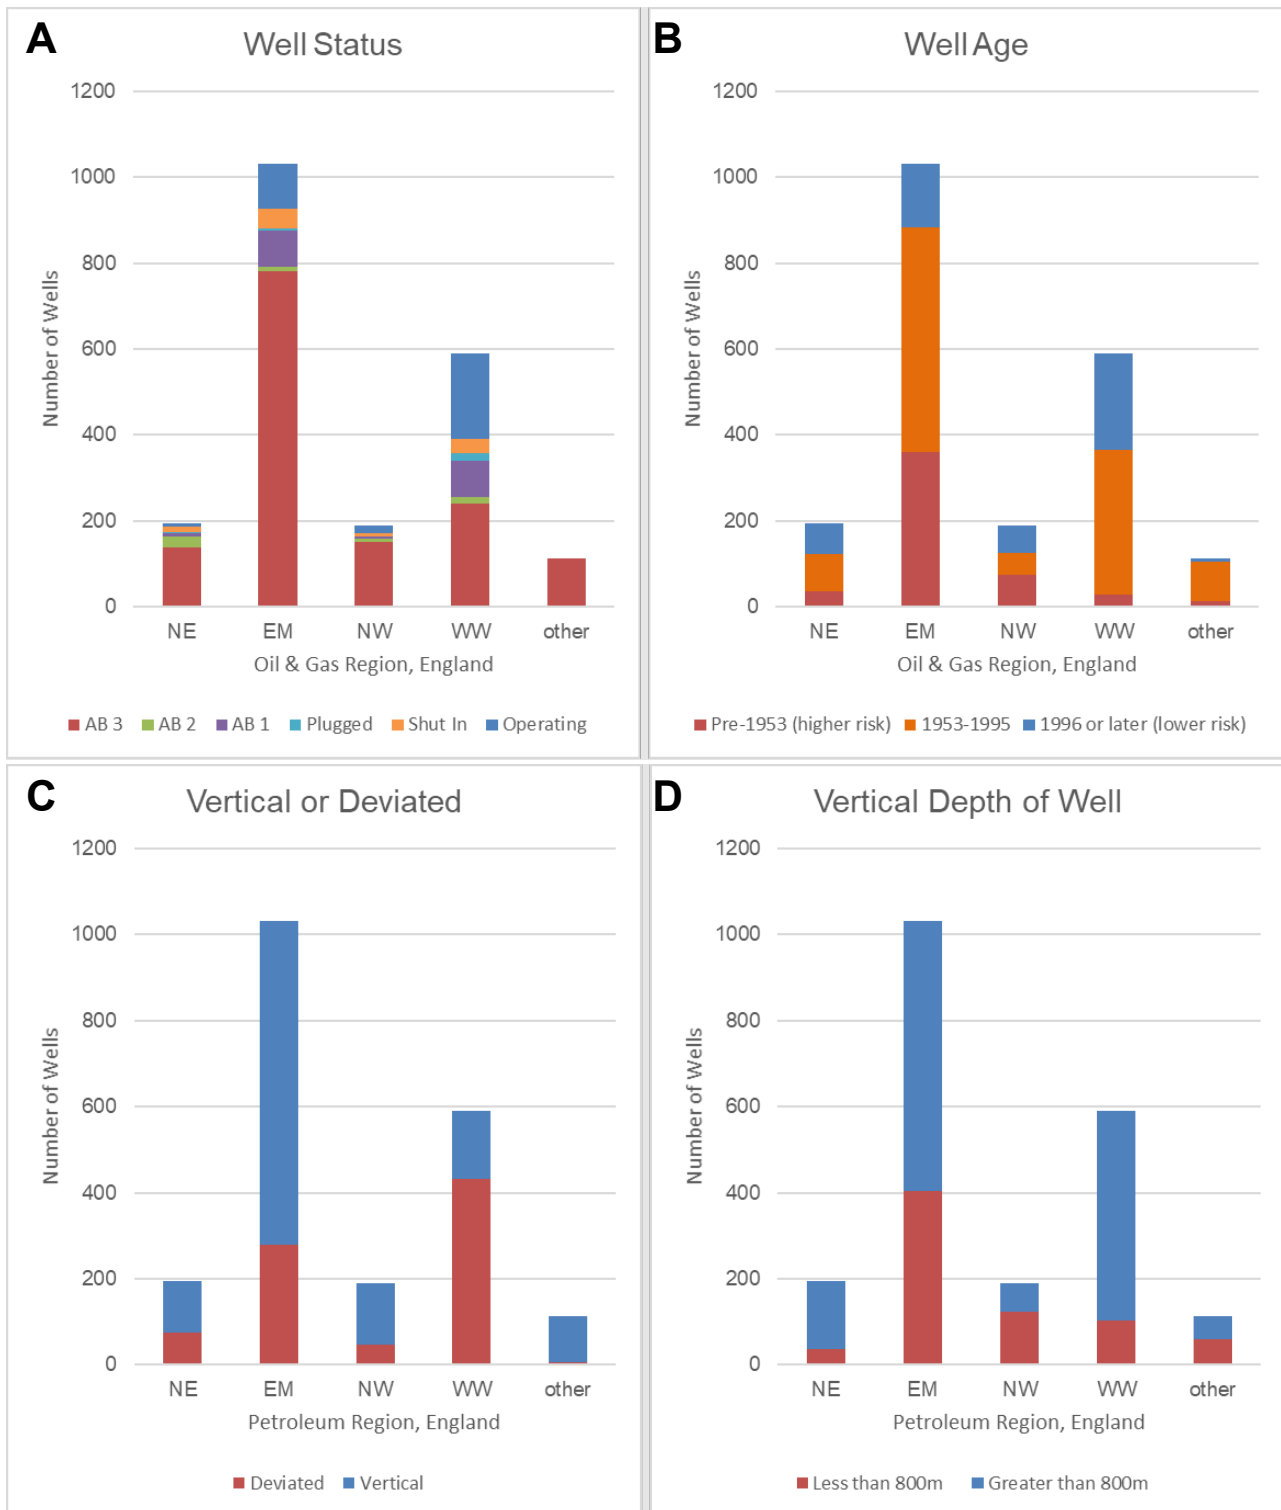 A
Well Status
1200
1000
800
600
400
200
0
Number of Wells
NE EM NW WW other
Oil & Gas Region, England
AB 3 AB 2 AB 1 Plugged Shut In Operating
B
Well Age
1200
1000
800
600
400
200
0
Number of Wells
NE EM NW WW other
Oil & Gas Region, England
Pre-1953 (higher risk) 1953-1995 1996 or later (lower risk)
C
Vertical or Deviated
1200
1000
800
600
400
200
0
Number of Wells
NE EM NW WW other
Petroleum Region, England
Deviated Vertical
D
Vertical Depth of Well
1200
1000
800
600
400
200
0
Number of Wells
NE EM NW WW other
Petroleum Region, England
Less than 800m Greater than 800m